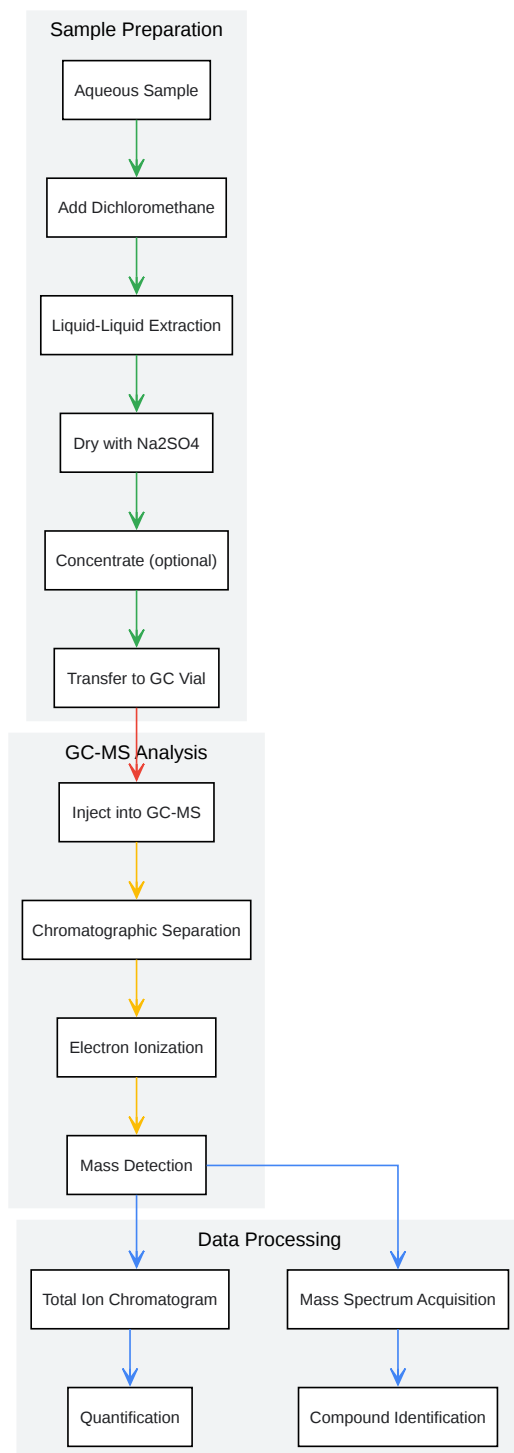 Sample Preparation
Aqueous Sample
Add Dichloromethane
Liquid-Liquid Extraction
Dry with Na2SO4
Concentrate (optional)
Transfer to GC Vial
GC-MS Analysis
Inject into GC-MS
Chromatographic Separation
Electron Ionization
Mass Detection
Data Processing
Total Ion Chromatogram
Mass Spectrum Acquisition
Quantification
Compound Identification